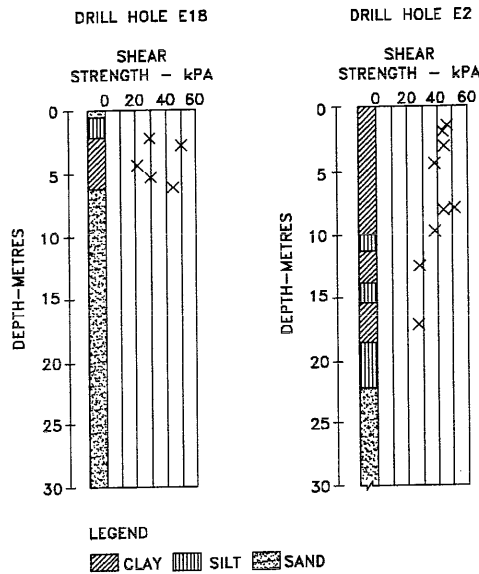 DRILL HOLE E18
SHEAR
STRENGTH - kPA
0 20 40 60
0
5
10
15
20
25
30
DEPTH-METRES
DRILL HOLE E2
SHEAR
STRENGTH - kPA
0 20 40 60
0
5
10
15
20
25
30
DEPTH-METRES
LEGEND
CLAY SILT SAND